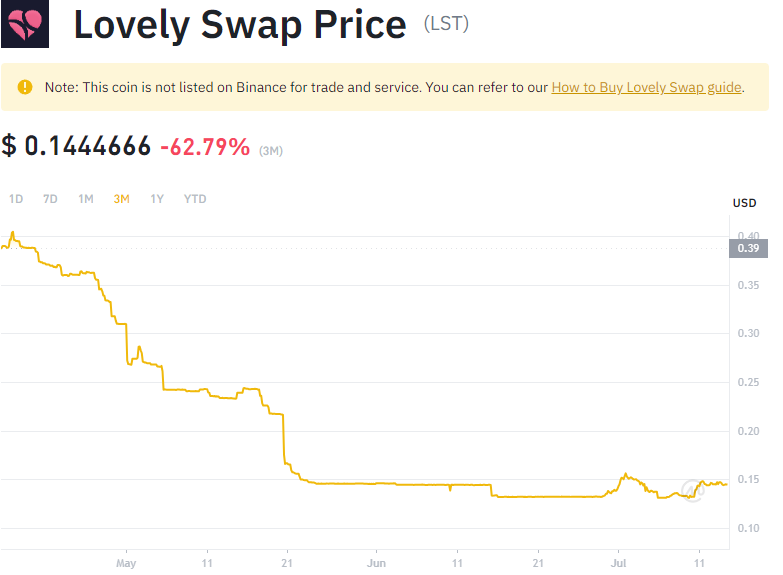 Lovely Swap Price (LST)
Note: This coin is not listed on Binance for trade and service. You can refer to our How to Buy Lovely Swap guide.
$ 0.1444666 -62.79% (3M)
1D 7D 1M 3M 1Y YTD
USD
0.40
0.39
0.35
0.30
0.25
0.20
0.15
0.10
May 11 21 Jun 11 21 Jul 11